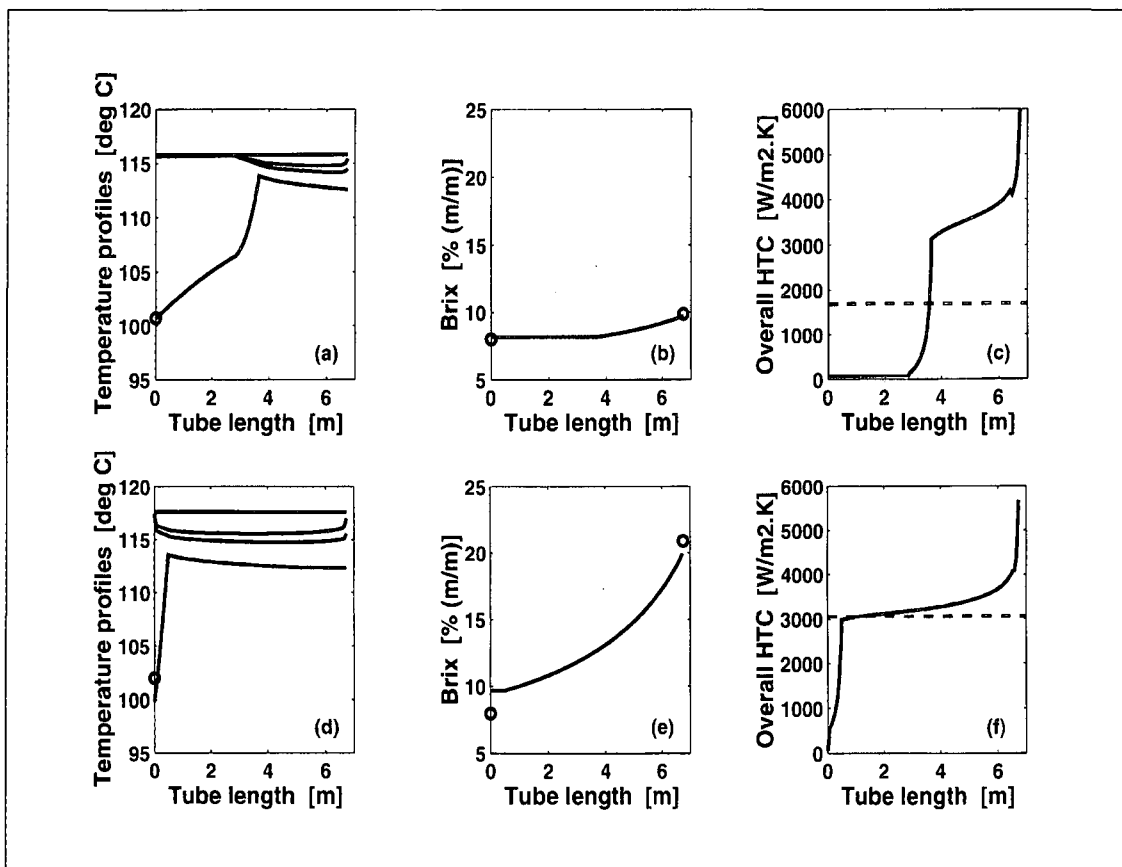 120
115
110
105
100
95
0 2 4 6
Temperature profiles [deg C]
Tube length [m]
(a)
25
20
15
10
5
0 2 4 6
Brix [% (m/m)]
Tube length [m]
(b)
6000
5000
4000
3000
2000
1000
0
0 2 4 6
Overall HTC [W/m2.K]
Tube length [m]
(c)
120
115
110
105
100
95
0 2 4 6
Temperature profiles [deg C]
Tube length [m]
(d)
25
20
15
10
5
0 2 4 6
Brix [% (m/m)]
Tube length [m]
(e)
6000
5000
4000
3000
2000
1000
0
0 2 4 6
Overall HTC [W/m2.K]
Tube length [m]
(f)